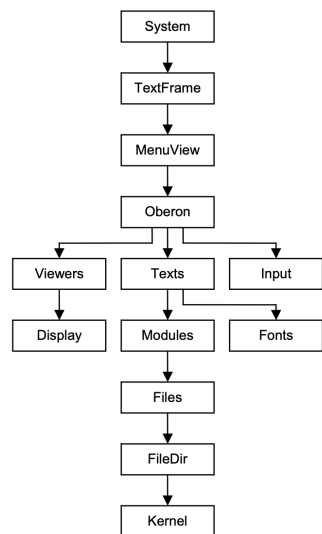 System
TextFrame
MenuView
Oberon
Viewers
Texts
Input
Display
Modules
Fonts
Files
FileDir
Kernel